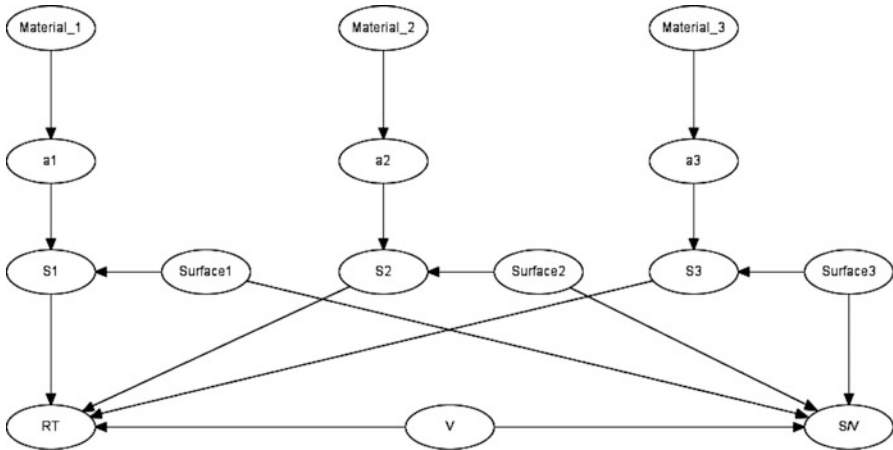 Material_1
Material_2
Material_3
a1
a2
a3
S1
Surface1
S2
Surface2
S3
Surface3
RT
V
S/V